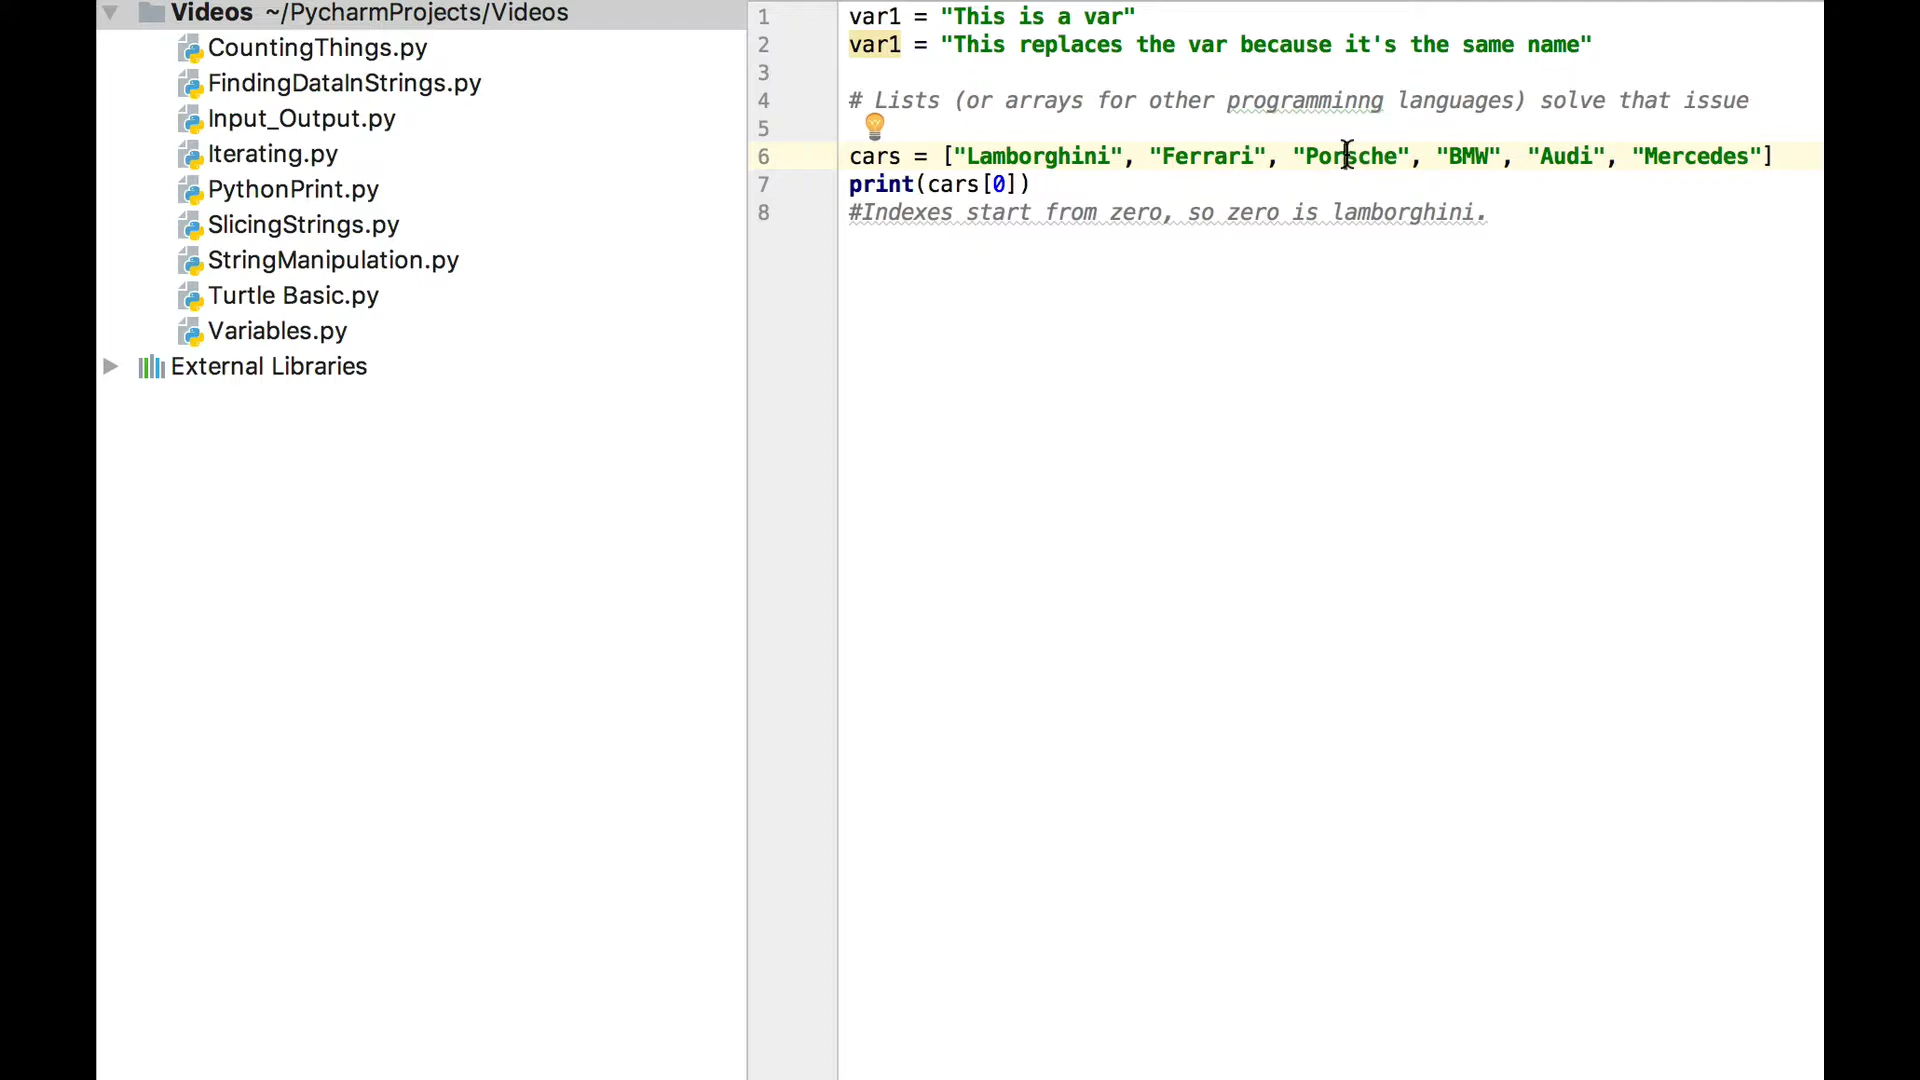 Videos ~/PycharmProjects/Videos
CountingThings.py
FindingDataInStrings.py
Input_Output.py
Iterating.py
PythonPrint.py
SlicingStrings.py
StringManipulation.py
Turtle Basic.py
Variables.py
External Libraries
1 var1 = "This is a var"
2 var1 = "This replaces the var because it's the same name"
3
4 # Lists (or arrays for other programminng languages) solve that issue
5
6 cars = ["Lamborghini", "Ferrari", "Porsche", "BMW", "Audi", "Mercedes"]
7 print(cars[0])
8 #Indexes start from zero, so zero is lamborghini.